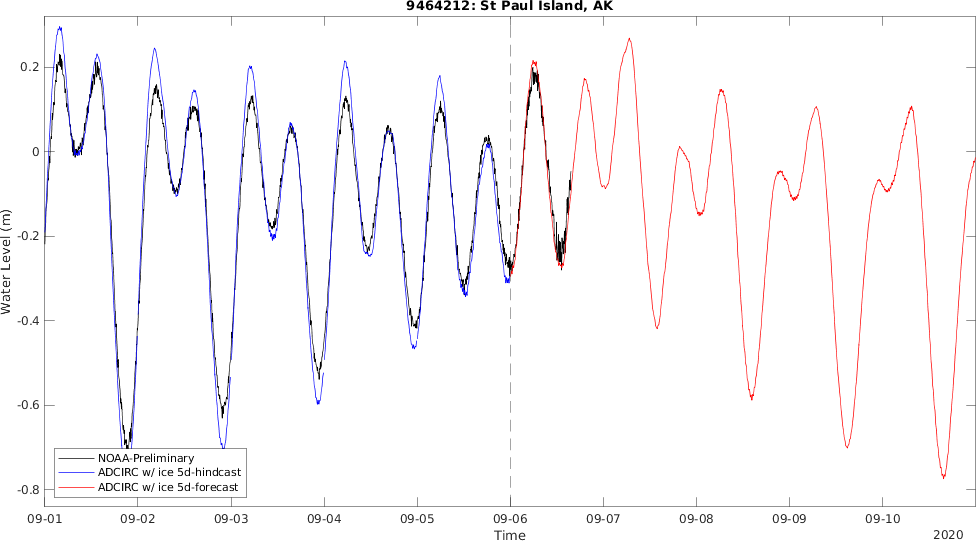 9464212: St Paul Island, AK
Water Level (m)
0.2
0
-0.2
-0.4
-0.6
-0.8
NOAA-Preliminary
ADCIRC w/ ice 5d-hindcast
ADCIRC w/ ice 5d-forecast
09-01 09-02 09-03 09-04 09-05 09-06 09-07 09-08 09-09 09-10
Time
2020